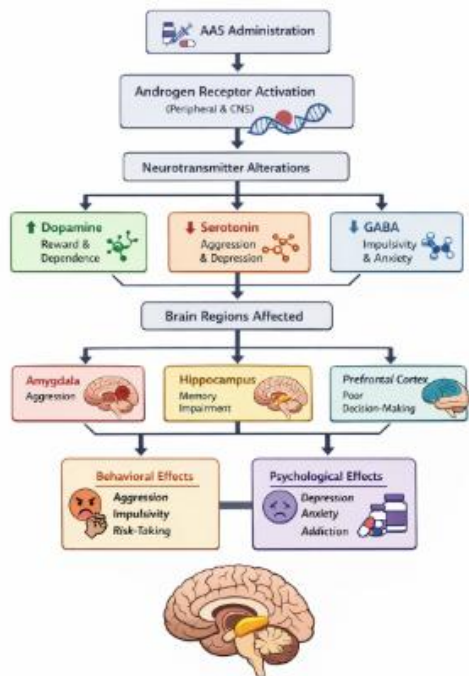 AAS Administration
Androgen Receptor Activation
(Peripheral & CNS)
Neurotransmitter Alterations
⬆ Dopamine
Reward &
Dependence
⬇ Serotonin
Aggression
& Depression
⬇ GABA
Impulsivity
& Anxiety
Brain Regions Affected
Amygdala
Aggression
Hippocampus
Memory
Impairment
Prefrontal Cortex
Poor
Decision-Making
Behavioral Effects
Aggression
Impulsivity
Risk-Taking
Psychological Effects
Depression
Anxiety
Addiction